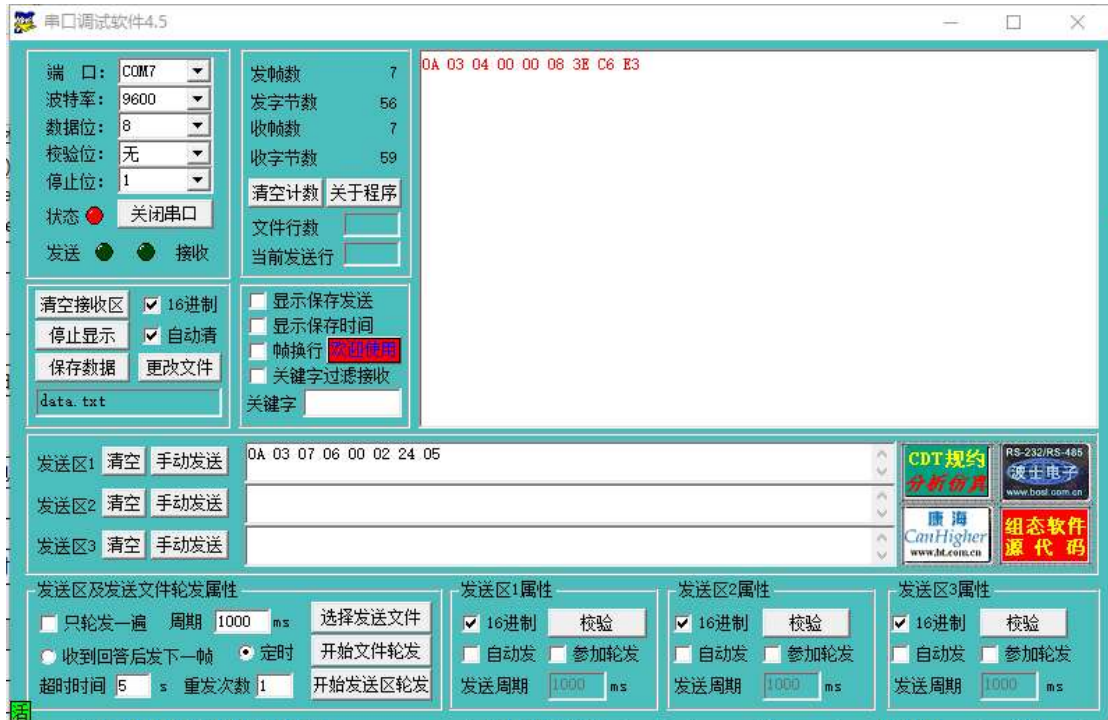 串口调试软件4.5
端 口: COM7
波特率: 9600
数据位: 8
校验位: 无
停止位: 1
状态 关闭串口
发送 接收
发帧数 7
发字节数 56
收帧数 7
收字节数 59
清空计数 关于程序
文件行数
当前发送行
0A 03 04 00 00 08 3E C6 E3
清空接收区 16进制
停止显示 自动清
保存数据 更改文件
data.txt
显示保存发送
显示保存时间
帧换行 欢迎使用
关键字过滤接收
关键字
发送区1 清空 手动发送 0A 03 07 06 00 02 24 05
发送区2 清空 手动发送
发送区3 清空 手动发送
CDT规约
分析仿真
RS-232/RS-485
波士电子
www.bosi.com.cn
康海
CanHigher
www.ht.com.cn
组态软件
源代码
发送区及发送文件轮发属性
只轮发一遍 周期 1000 ms 选择发送文件
收到回答后发下一帧 定时 开始文件轮发
超时时间 5 s 重发次数 1 开始发送区轮发
发送区1属性
16进制 校验
自动发 参加轮发
发送周期 1000 ms
发送区2属性
16进制 校验
自动发 参加轮发
发送周期 1000 ms
发送区3属性
16进制 校验
自动发 参加轮发
发送周期 1000 ms
活